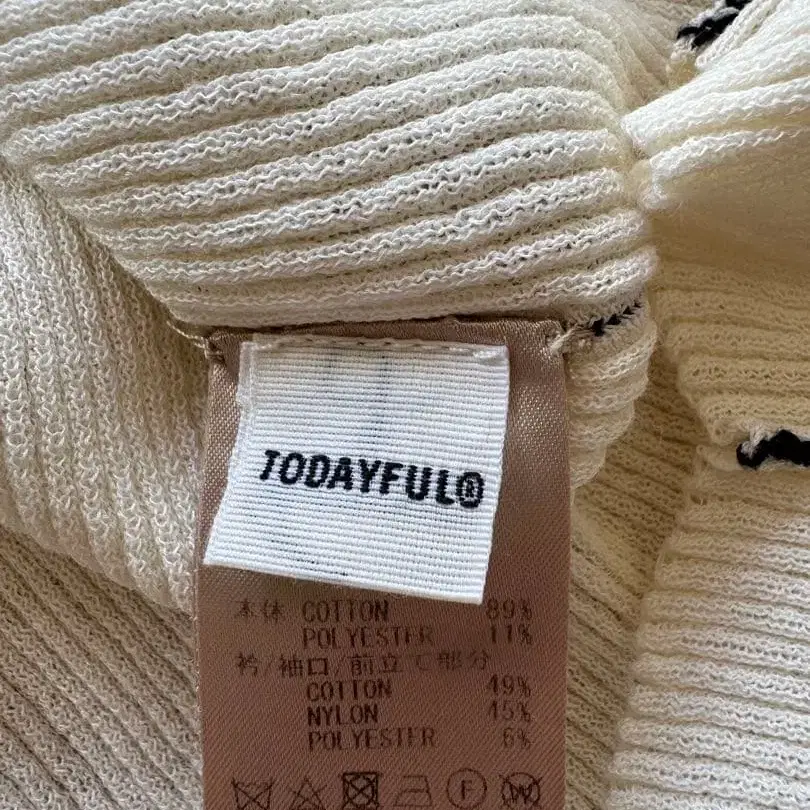 TODAYFUL®
本体 COTTON 89%
POLYESTER 11%
衿/袖口/前立て部分
COTTON 49%
NYLON 45%
POLYESTER 6%
F
W